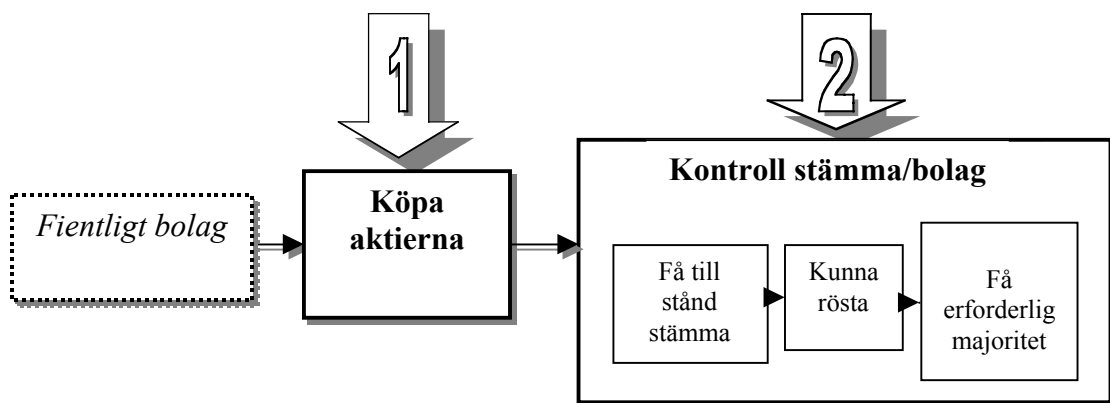 1
2
Fientligt bolag
Köpa
aktierna
Kontroll stämma/bolag
Få till
stånd
stämma
Kunna
rösta
Få
erforderlig
majoritet